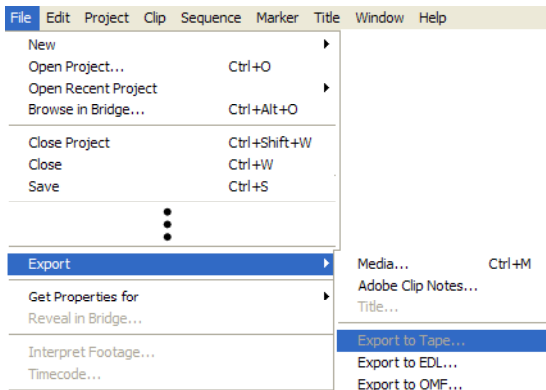 File Edit Project Clip Sequence Marker Title Window Help
New
Open Project... Ctrl+O
Open Recent Project
Browse in Bridge... Ctrl+Alt+O
Close Project Ctrl+Shift+W
Close Ctrl+W
Save Ctrl+S
Export
Get Properties for
Reveal in Bridge...
Interpret Footage...
Timecode...
Media... Ctrl+M
Adobe Clip Notes...
Title...
Export to Tape...
Export to EDL...
Export to OMF...